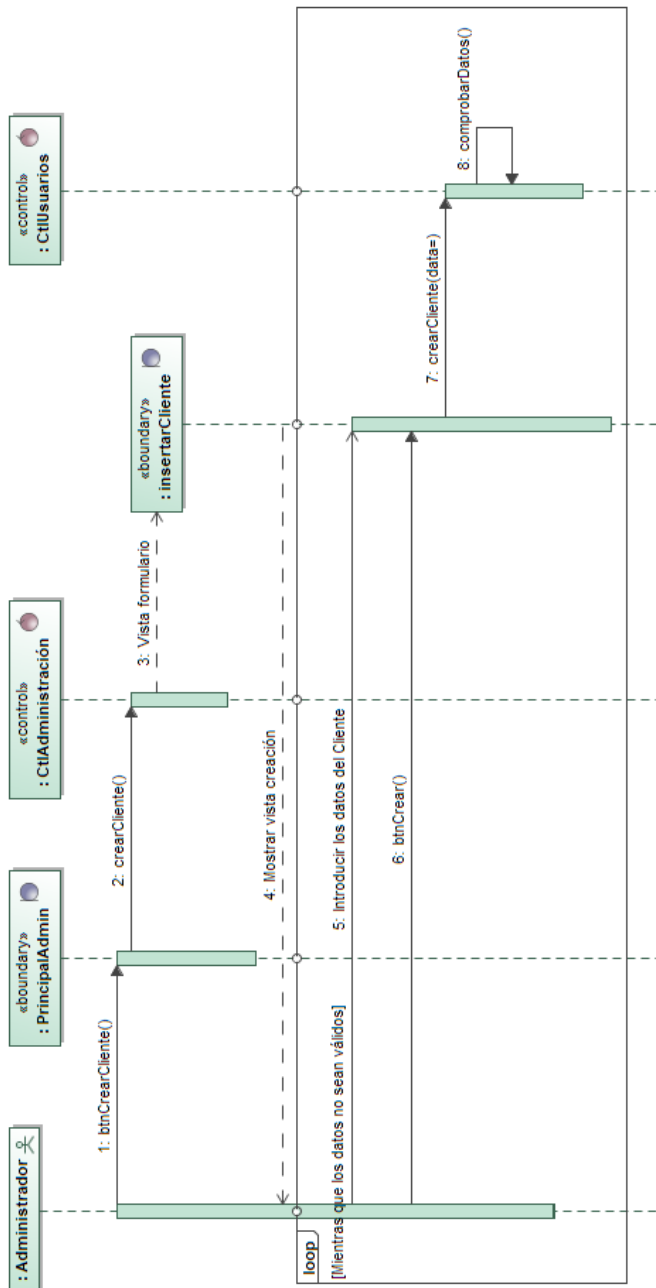 : Administrador
«boundary»
: PrincipalAdmin
«control»
: CtlAdministración
«boundary»
: insertarCliente
«control»
: CtlUsuarios
1: btnCrearCliente()
2: crearCliente()
3: Vista formulario
4: Mostrar vista creación
loop
[Mientras que los datos no sean válidos]
5: Introducir los datos del Cliente
6: btnCrear()
7: crearCliente(data=)
8: comprobarDatos()